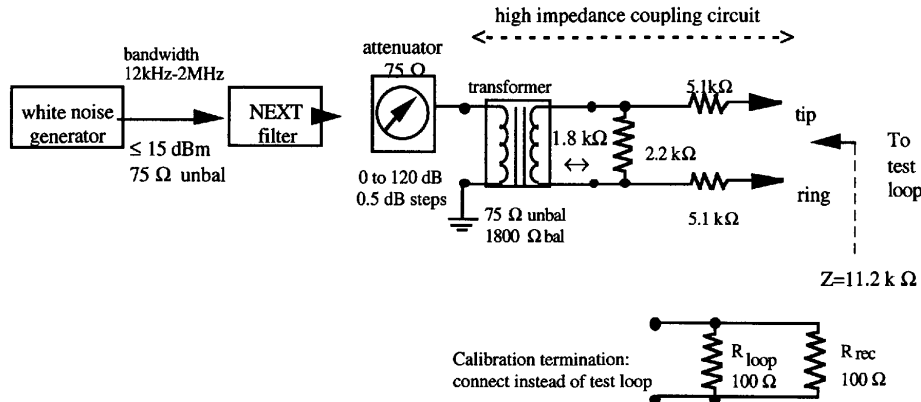 high impedance coupling circuit
bandwidth
12kHz-2MHz
attenuator
75 Ω
white noise
generator
NEXT
filter
transformer
5.1kΩ
tip
1.8 kΩ
2.2 kΩ
To
test
loop
≤ 15 dBm
75 Ω unbal
0 to 120 dB
0.5 dB steps
↔
ring
75 Ω unbal
1800 Ω bal
5.1 kΩ
Z=11.2 k Ω
Calibration termination:
connect instead of test loop
R loop
100 Ω
R rec
100 Ω